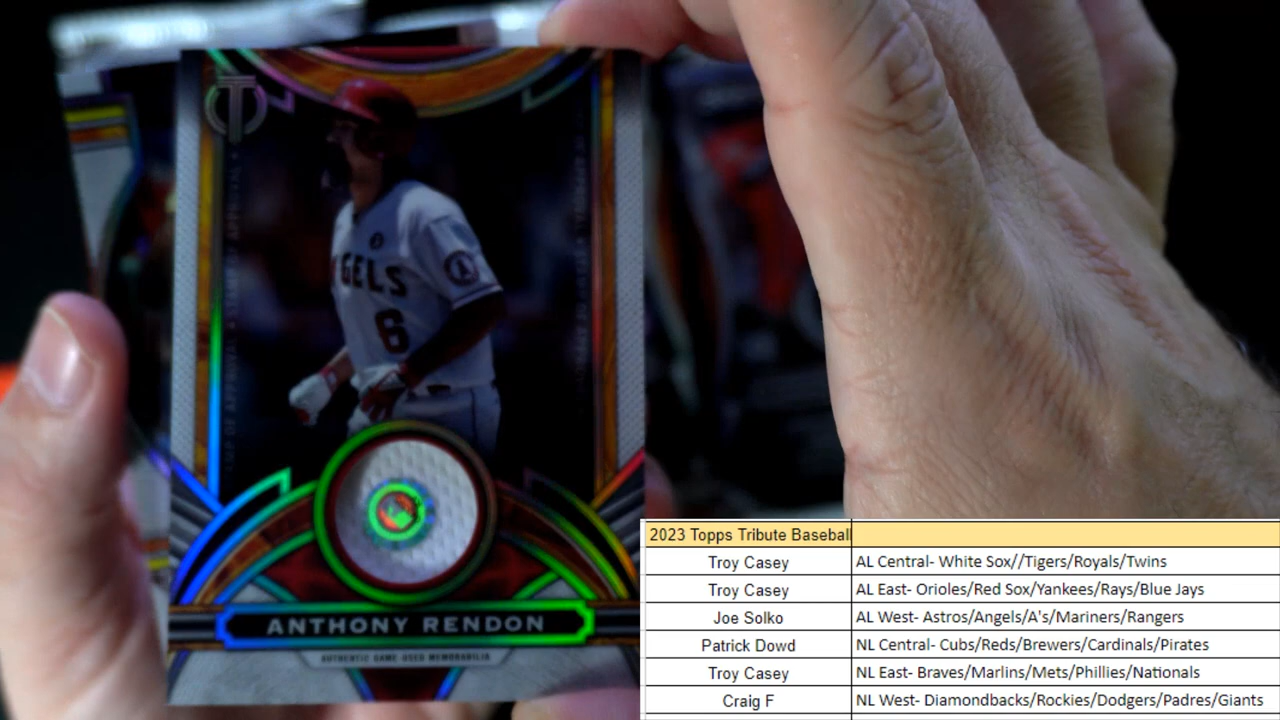 T
ANGELS
6
A
ANTHONY RENDON
AUTHENTIC GAME-USED MEMORABILIA
2023 Topps Tribute Baseball
Troy Casey AL Central- White Sox//Tigers/Royals/Twins
Troy Casey AL East- Orioles/Red Sox/Yankees/Rays/Blue Jays
Joe Solko AL West- Astros/Angels/A's/Mariners/Rangers
Patrick Dowd NL Central- Cubs/Reds/Brewers/Cardinals/Pirates
Troy Casey NL East- Braves/Marlins/Mets/Phillies/Nationals
Craig F NL West- Diamondbacks/Rockies/Dodgers/Padres/Giants